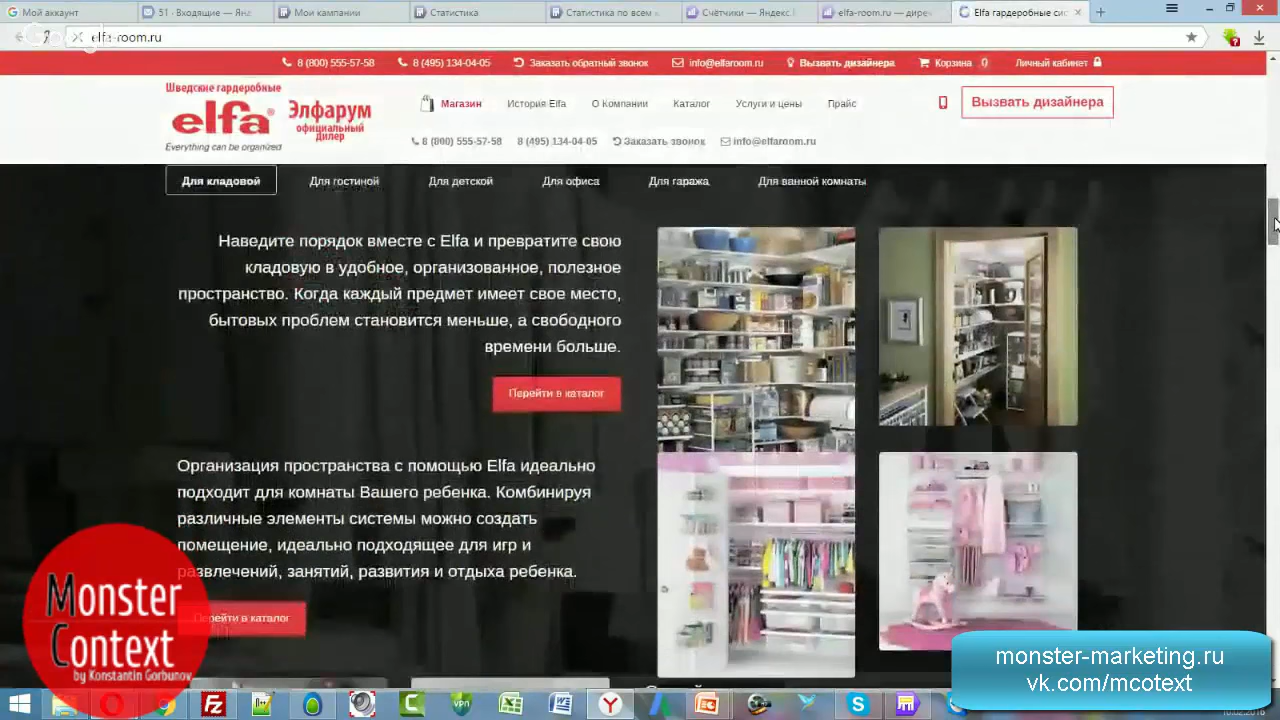 Мой аккаунт
51 · Входящие — Янд
Мои кампании
Статистика
Статистика по всем к
Счётчики — Яндекс.М
elfa-room.ru — дирек
Elfa гардеробные сис
elfa-room.ru
8 (800) 555-57-58
8 (495) 134-04-05
Заказать обратный звонок
info@elfaroom.ru
Вызвать дизайнера
Корзина 0
Личный кабинет
Шведские гардеробные
elfa®
Everything can be organized
Элфарум
официальный
дилер
Магазин
История Elfa
О Компании
Каталог
Услуги и цены
Прайс
Вызвать дизайнера
8 (800) 555-57-58
8 (495) 134-04-05
Заказать звонок
info@elfaroom.ru
Для кладовой
Для гостиной
Для детской
Для офиса
Для гаража
Для ванной комнаты
Наведите порядок вместе с Elfa и превратите свою
кладовую в удобное, организованное, полезное
пространство. Когда каждый предмет имеет свое место,
бытовых проблем становится меньше, а свободного
времени больше.
Перейти в каталог
Организация пространства с помощью Elfa идеально
подходит для комнаты Вашего ребенка. Комбинируя
различные элементы системы можно создать
помещение, идеально подходящее для игр и
развлечений, занятий, развития и отдыха ребенка.
Перейти в каталог
Monster
Context
by Konstantin Gorbunov
monster-marketing.ru
vk.com/mcotext